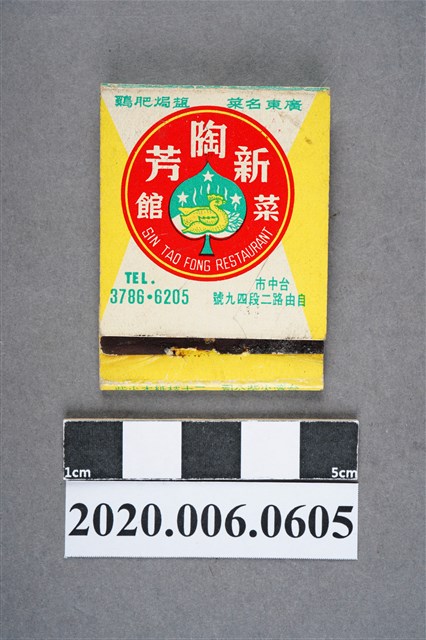 廣東名菜 鹽焗肥鷄
新陶芳
菜館
SIN TAO FONG RESTAURANT
TEL.
3786·6205
台中市
自由路二段四九號
1cm 5cm
2020.006.0605